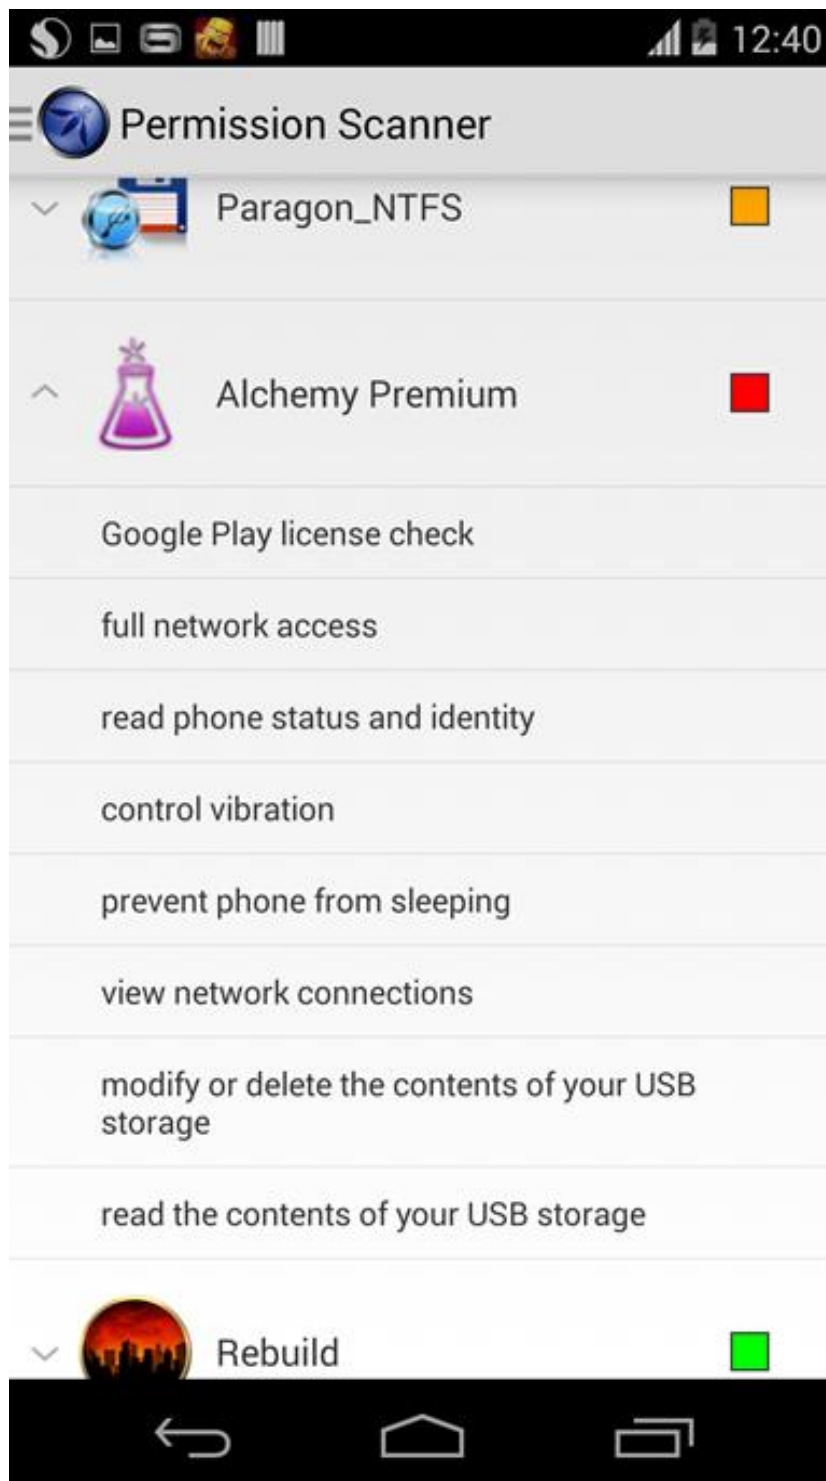 12:40
Permission Scanner
Paragon_NTFS
Alchemy Premium
Google Play license check
full network access
read phone status and identity
control vibration
prevent phone from sleeping
view network connections
modify or delete the contents of your USB
storage
read the contents of your USB storage
Rebuild